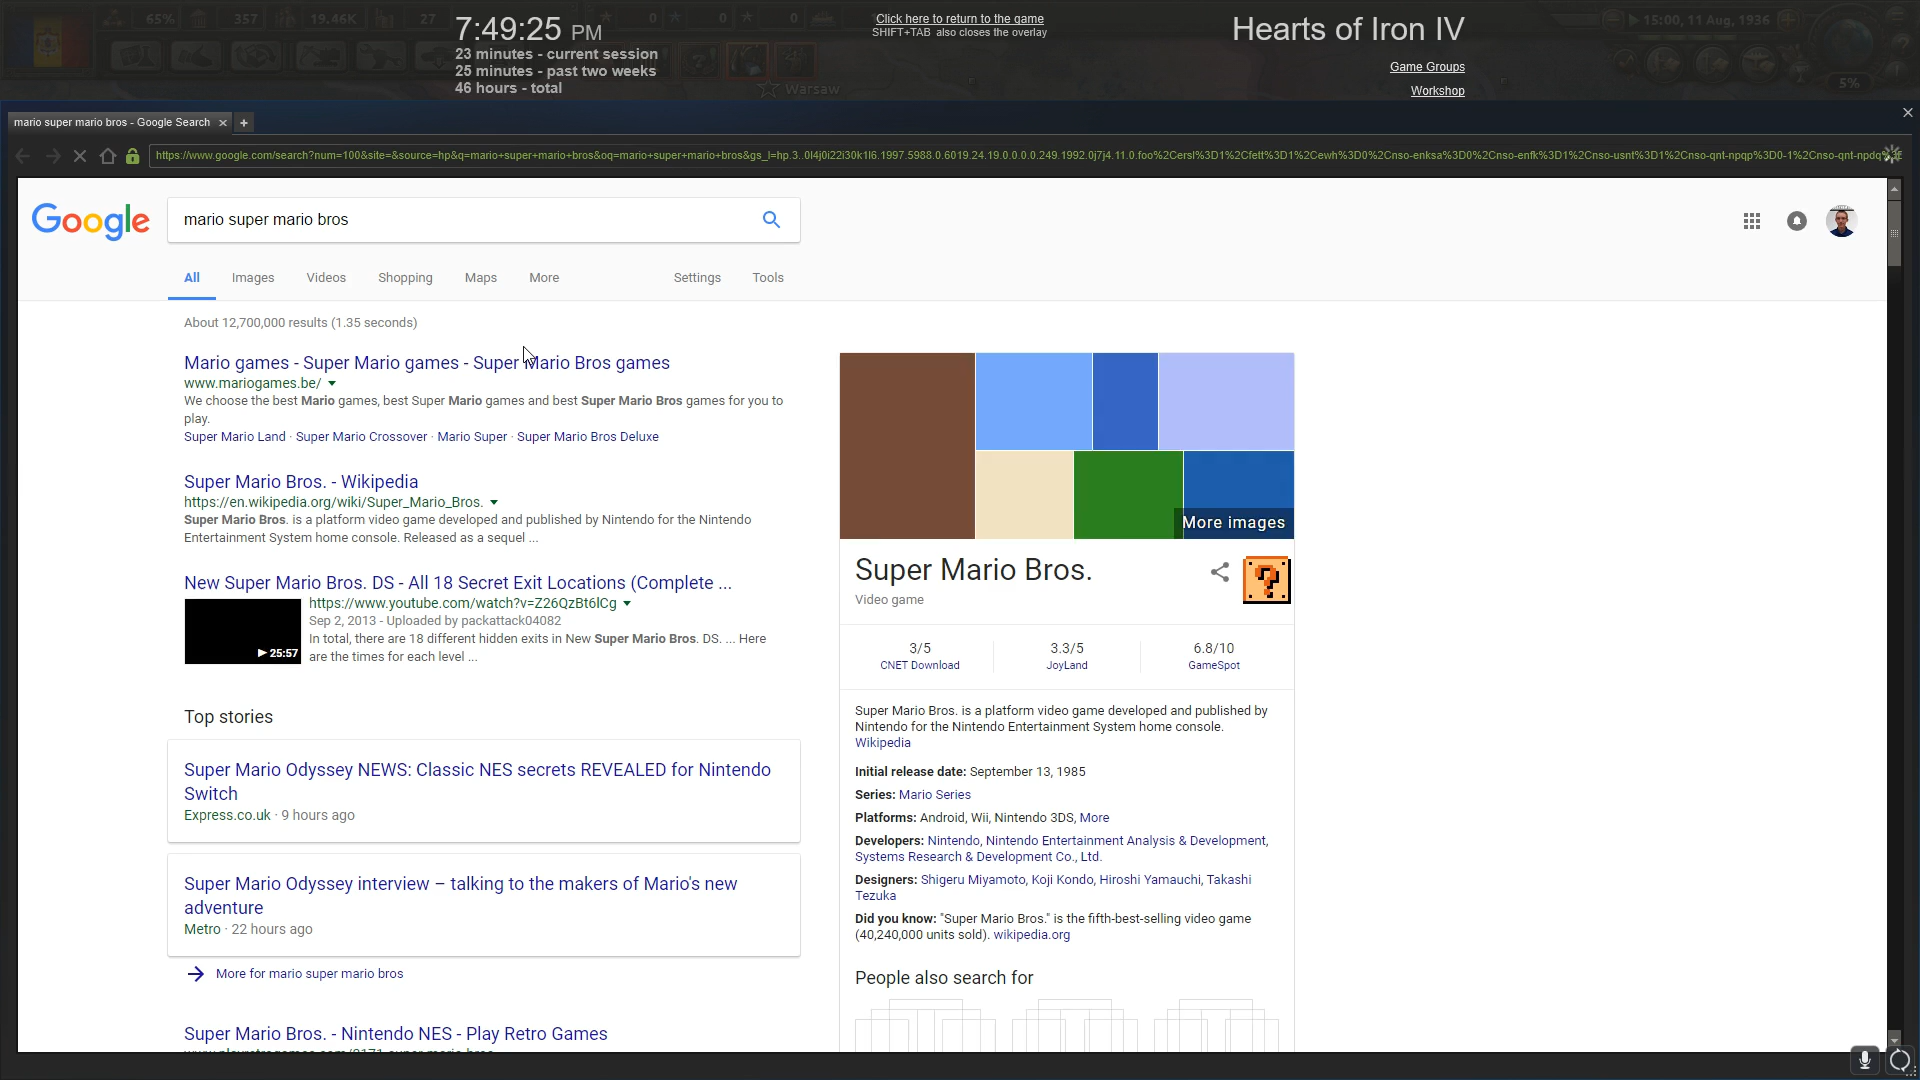 65% 357 19.46K 27 0 0 0
7:49:25 PM
23 minutes - current session
25 minutes - past two weeks
46 hours - total
Click here to return to the game
SHIFT+TAB also closes the overlay
Hearts of Iron IV
Game Groups
Workshop
15:00, 11 Aug, 1936
5%
Warsaw
mario super mario bros - Google Search
Google
mario super mario bros
All Images Videos Shopping Maps More Settings Tools
About 12,700,000 results (1.35 seconds)
Mario games - Super Mario games - Super Mario Bros games
www.mariogames.be/
We choose the best Mario games, best Super Mario games and best Super Mario Bros games for you to
play.
Super Mario Land · Super Mario Crossover · Mario Super · Super Mario Bros Deluxe
Super Mario Bros. - Wikipedia
https://en.wikipedia.org/wiki/Super_Mario_Bros.
Super Mario Bros. is a platform video game developed and published by Nintendo for the Nintendo
Entertainment System home console. Released as a sequel ...
New Super Mario Bros. DS - All 18 Secret Exit Locations (Complete ...
https://www.youtube.com/watch?v=Z26QzBt6lCg
Sep 2, 2013 - Uploaded by packattack04082
In total, there are 18 different hidden exits in New Super Mario Bros. DS. ... Here
are the times for each level ...
25:57
Top stories
Super Mario Odyssey NEWS: Classic NES secrets REVEALED for Nintendo
Switch
Express.co.uk · 9 hours ago
Super Mario Odyssey interview – talking to the makers of Mario's new
adventure
Metro · 22 hours ago
More for mario super mario bros
Super Mario Bros. - Nintendo NES - Play Retro Games
More images
Super Mario Bros.
Video game
?
3/5 3.3/5 6.8/10
CNET Download JoyLand GameSpot
Super Mario Bros. is a platform video game developed and published by
Nintendo for the Nintendo Entertainment System home console.
Wikipedia
Initial release date: September 13, 1985
Series: Mario Series
Platforms: Android, Wii, Nintendo 3DS, More
Developers: Nintendo, Nintendo Entertainment Analysis & Development,
Systems Research & Development Co., Ltd.
Designers: Shigeru Miyamoto, Koji Kondo, Hiroshi Yamauchi, Takashi
Tezuka
Did you know: "Super Mario Bros." is the fifth-best-selling video game
(40,240,000 units sold). wikipedia.org
People also search for